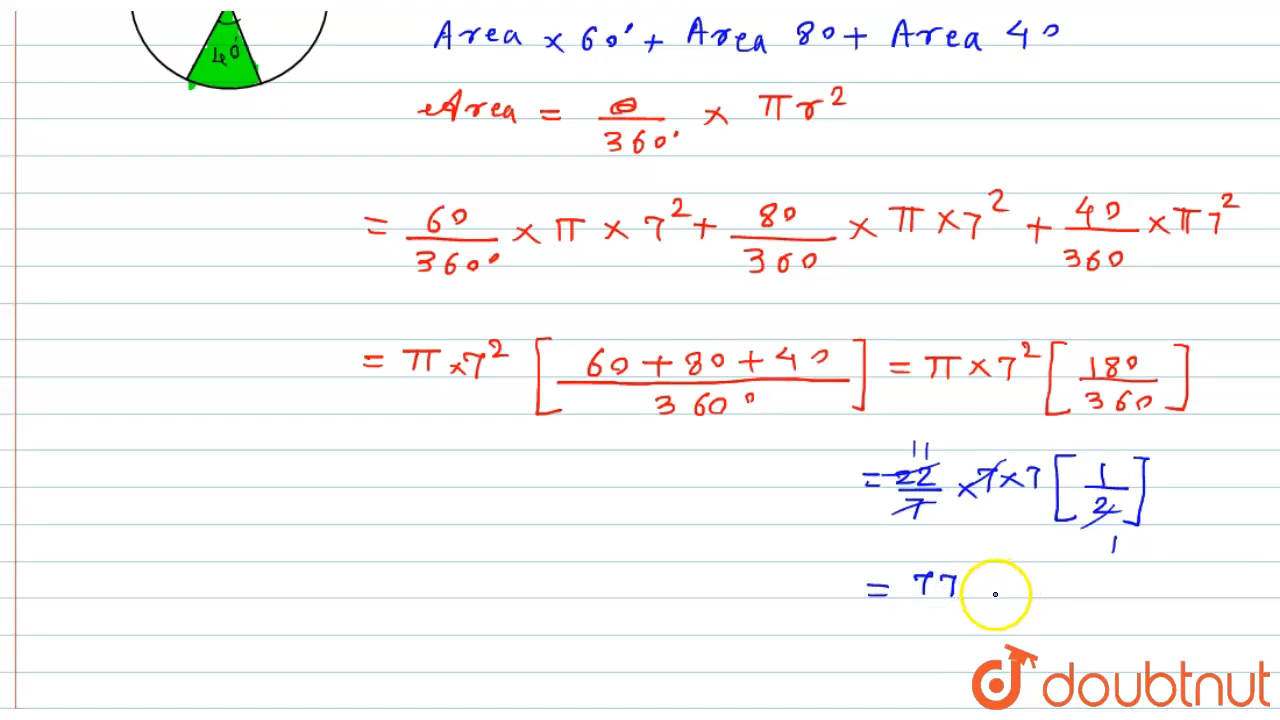 40°
Area × 60° + Area 80 + Area 40
Area = θ/360° × πr²
= 60/360° × π × 7² + 80/360 × π × 7² + 40/360 × π7²
= π × 7² [60 + 80 + 40/360°] = π × 7² [180/360]
11
= 22/7 × 7 × 7 [1/2]
1
= 77
doubtnut